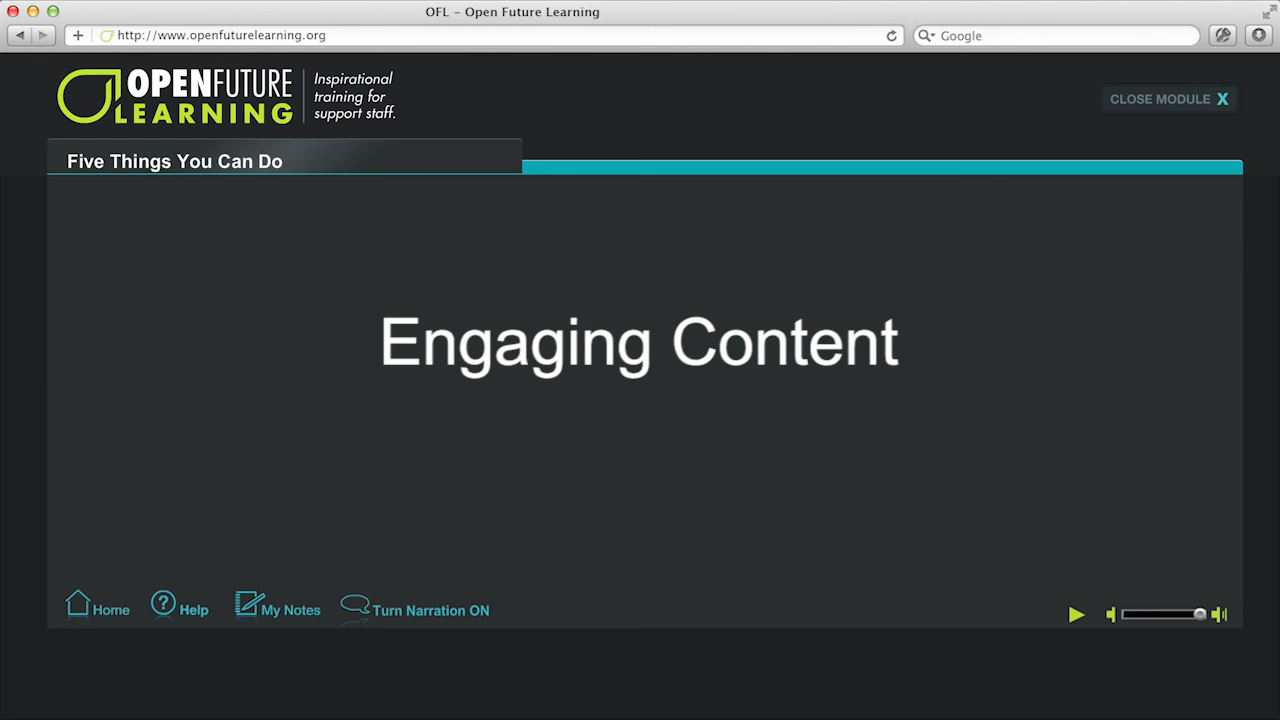 OFL – Open Future Learning
http://www.openfuturelearning.org
Google
OPENFUTURE
LEARNING
Inspirational
training for
support staff.
CLOSE MODULE X
Five Things You Can Do
Engaging Content
Home
Help
My Notes
Turn Narration ON